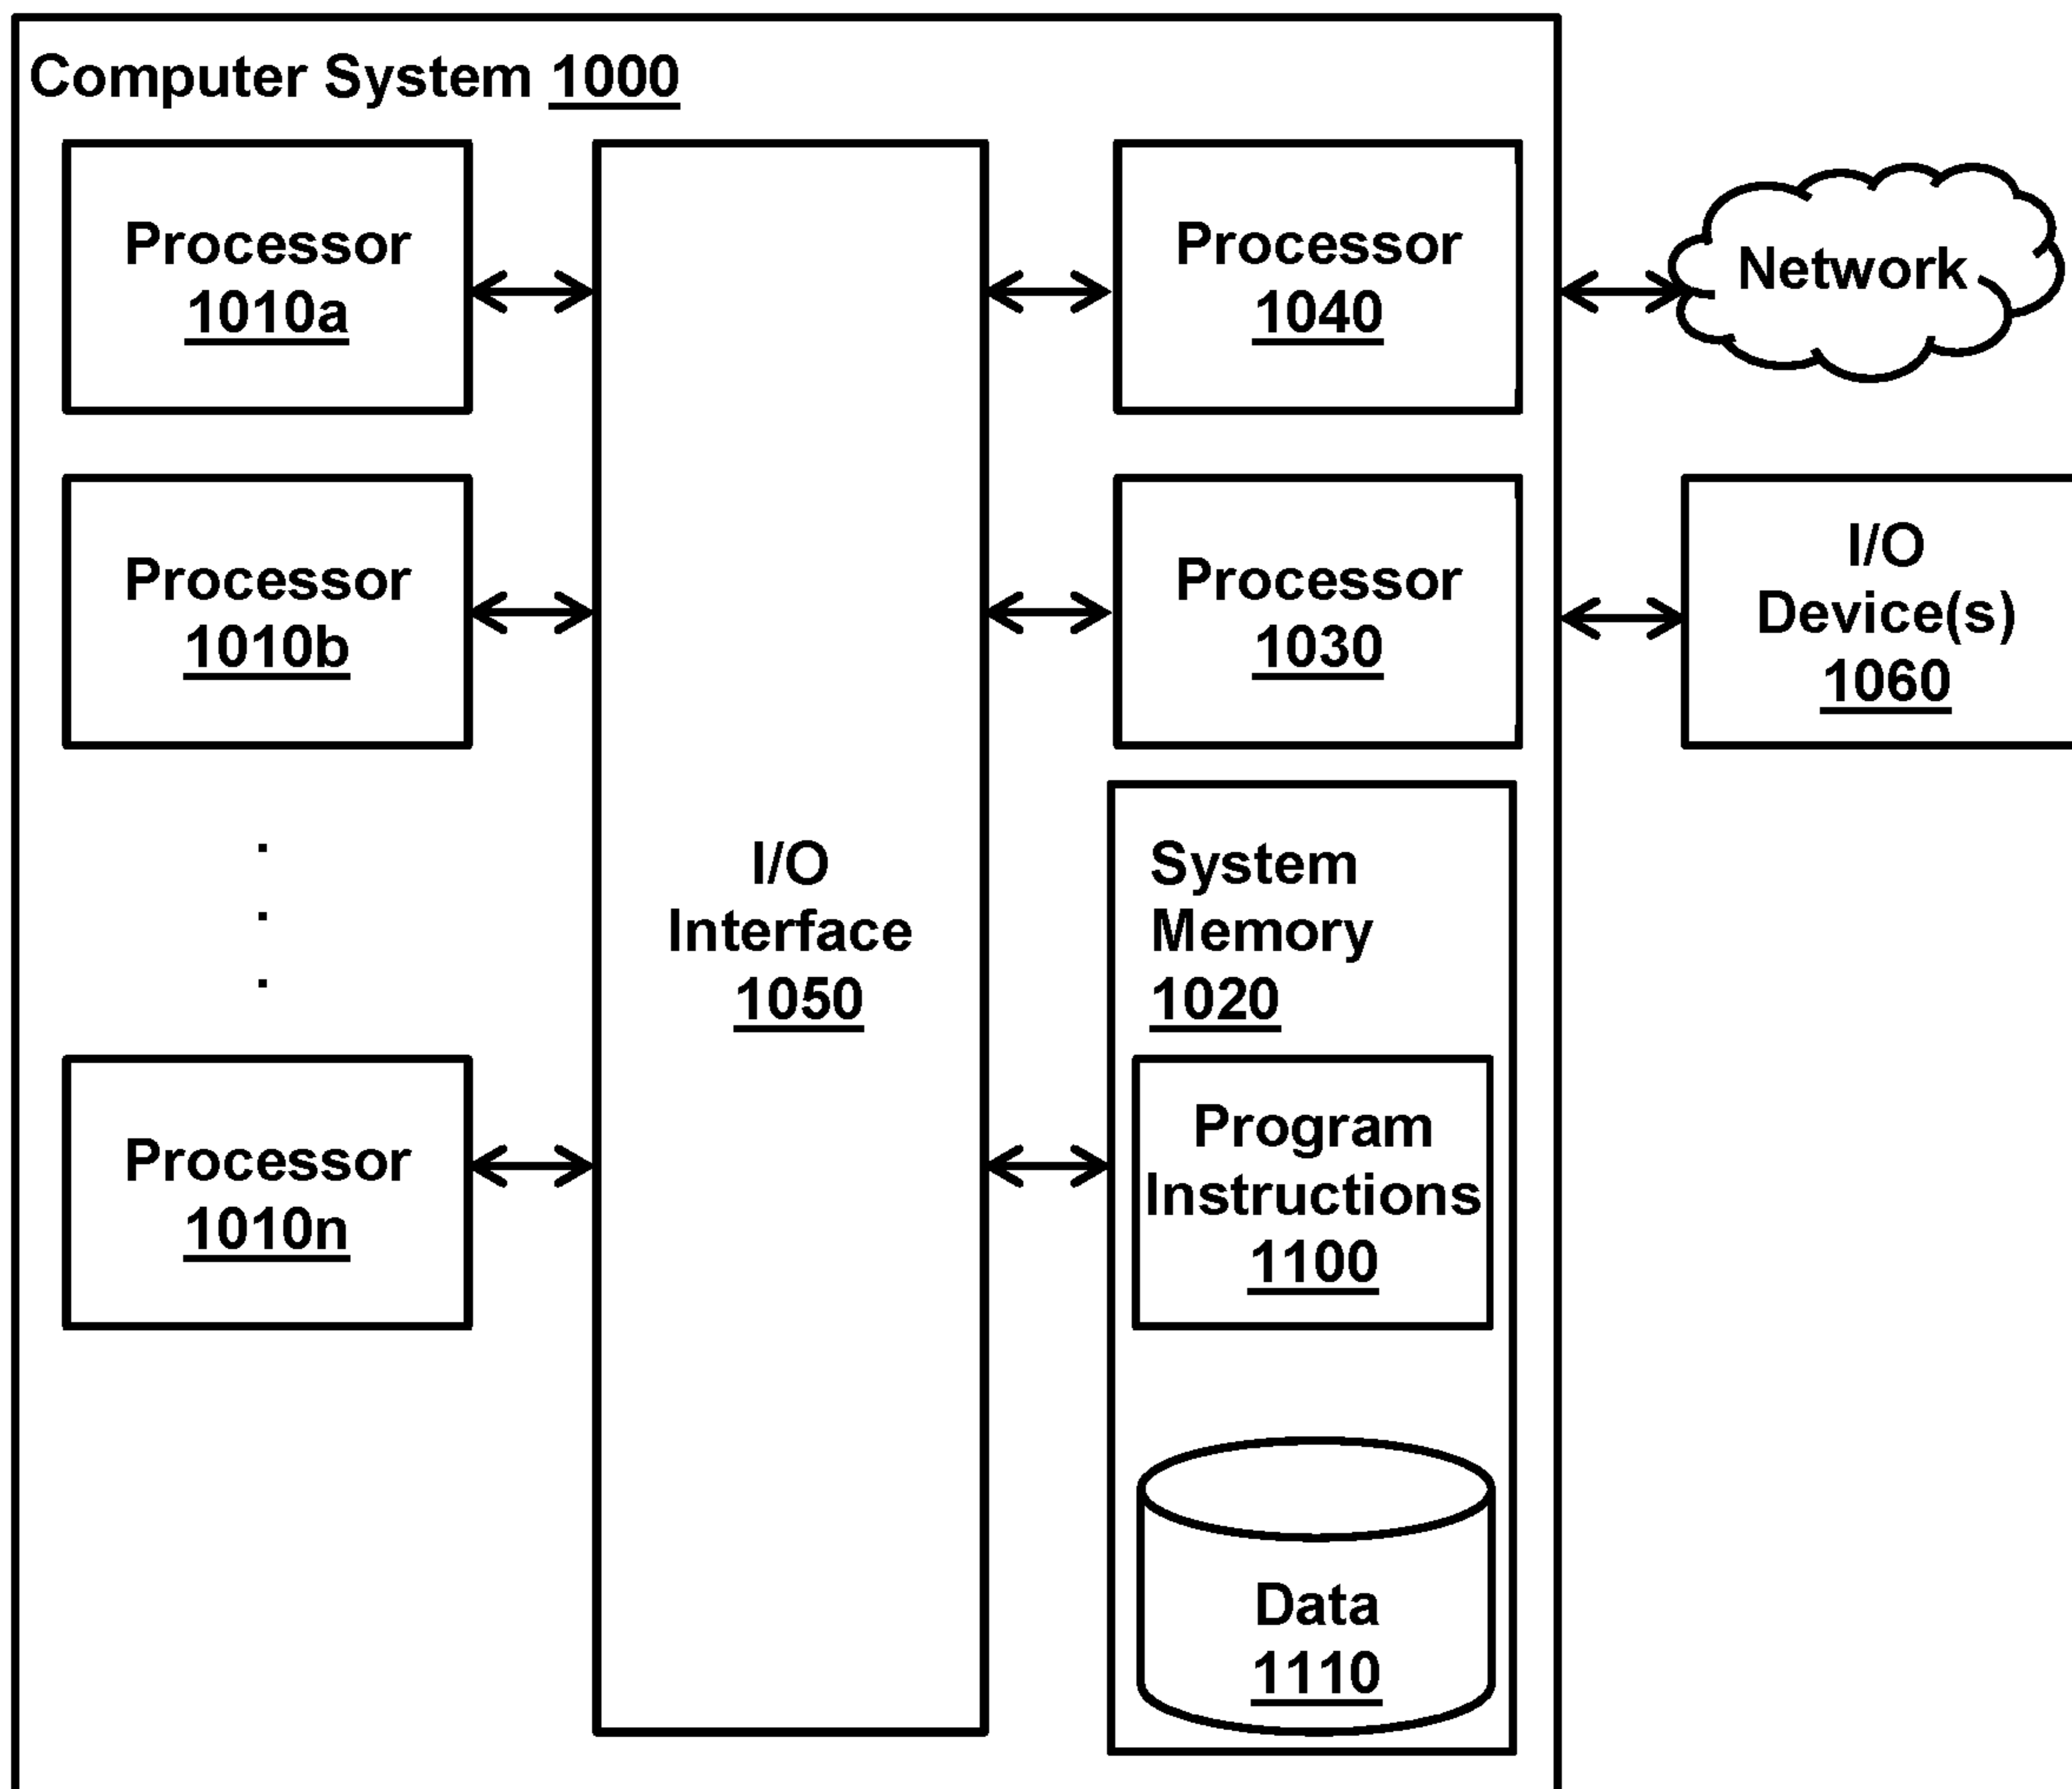 Computer System 1000
Processor
1010a
Processor
1040
Network
Processor
1010b
Processor
1030
I/O
Device(s)
1060
.
.
.
I/O
Interface
1050
System
Memory
1020
Processor
1010n
Program
Instructions
1100
Data
1110